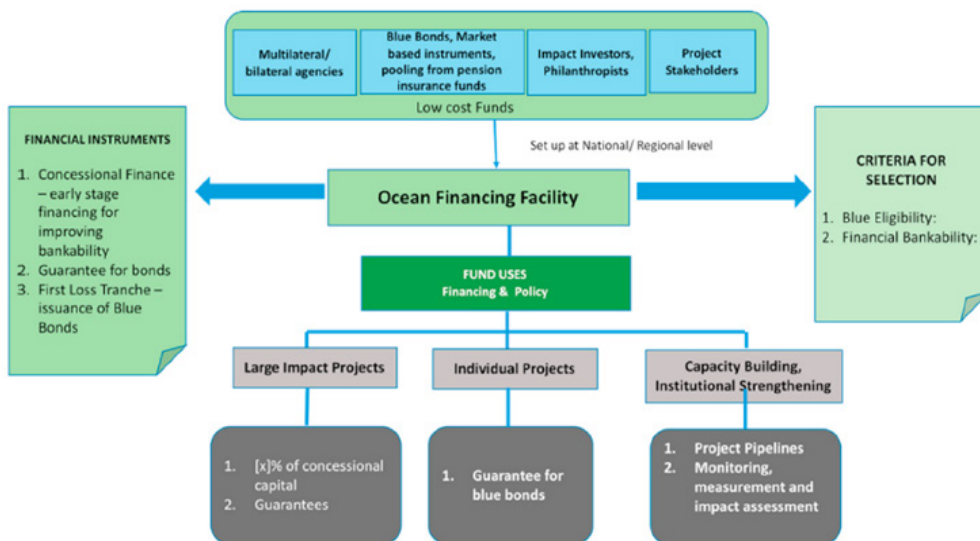 Multilateral/
bilateral agencies
Blue Bonds, Market
based instruments,
pooling from pension
insurance funds
Impact Investors,
Philanthropists
Project
Stakeholders
Low cost Funds
Set up at National/ Regional level
FINANCIAL INSTRUMENTS
1. Concessional Finance
– early stage
financing for
improving
bankability
2. Guarantee for bonds
3. First Loss Tranche –
issuance of Blue
Bonds
Ocean Financing Facility
CRITERIA FOR
SELECTION
1. Blue Eligibility:
2. Financial Bankability:
FUND USES
Financing & Policy
Large Impact Projects
Individual Projects
Capacity Building,
Institutional Strengthening
1. [x]% of concessional
capital
2. Guarantees
1. Guarantee for
blue bonds
1. Project Pipelines
2. Monitoring,
measurement and
impact assessment